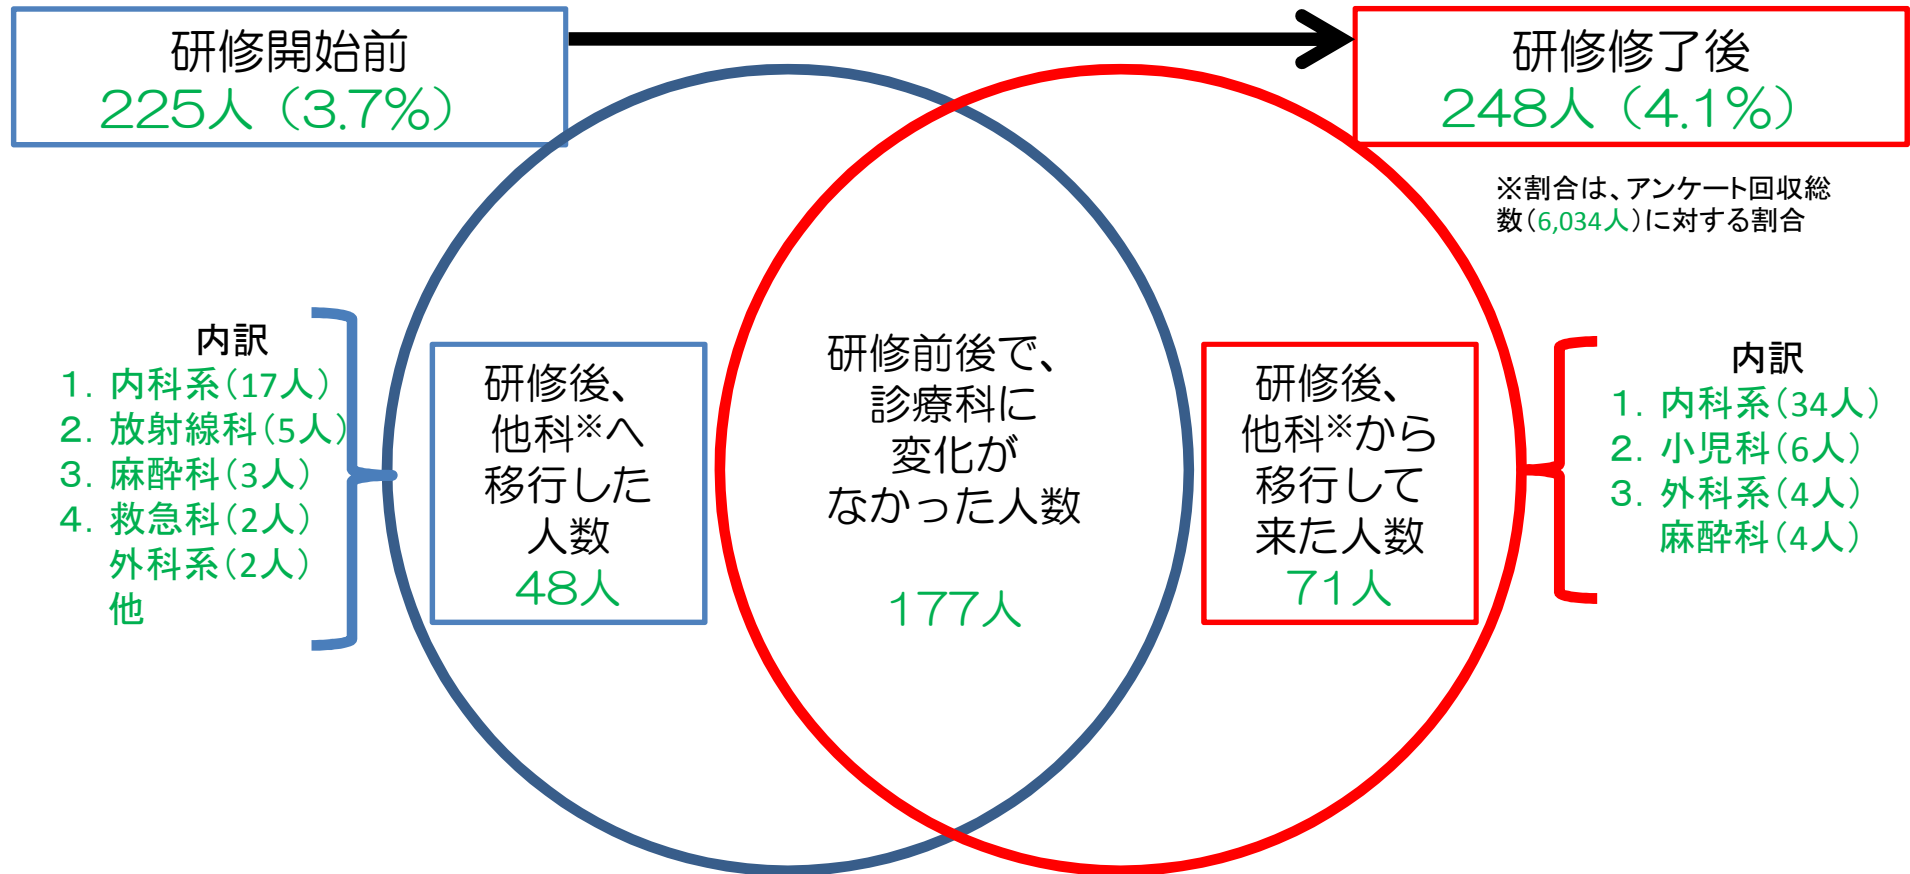 研修開始前
225人（3.7%）
研修修了後
248人（4.1%）
※割合は、アンケート回収総
数（6,034人）に対する割合
内訳
1. 内科系（17人）
2. 放射線科（5人）
3. 麻酔科（3人）
4. 救急科（2人）
外科系（2人）
他
研修後、
他科※へ
移行した
人数
48人
研修前後で、
診療科に
変化が
なかった人数
177人
研修後、
他科※から
移行して
来た人数
71人
内訳
1. 内科系（34人）
2. 小児科（6人）
3. 外科系（4人）
麻酔科（4人）